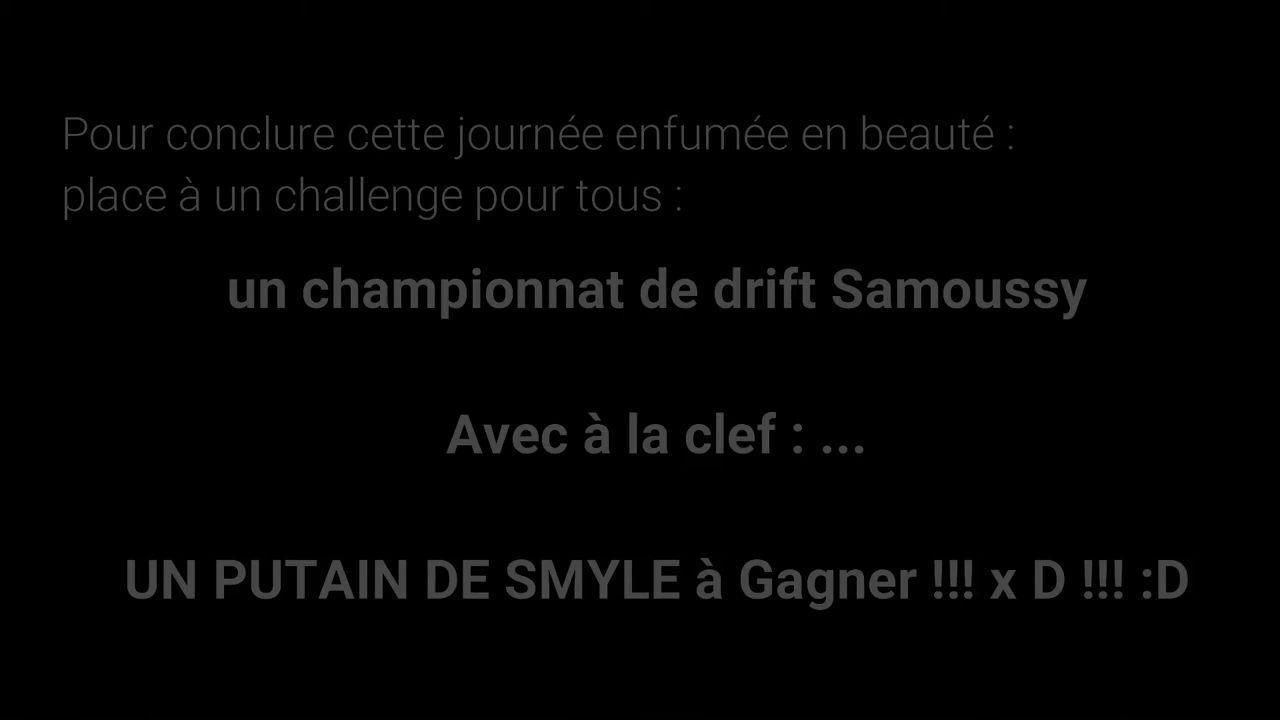 Pour conclure cette journée enfumée en beauté :
place à un challenge pour tous :
un championnat de drift Samoussy
Avec à la clef : ...
UN PUTAIN DE SMYLE à Gagner !!! x D !!! :D